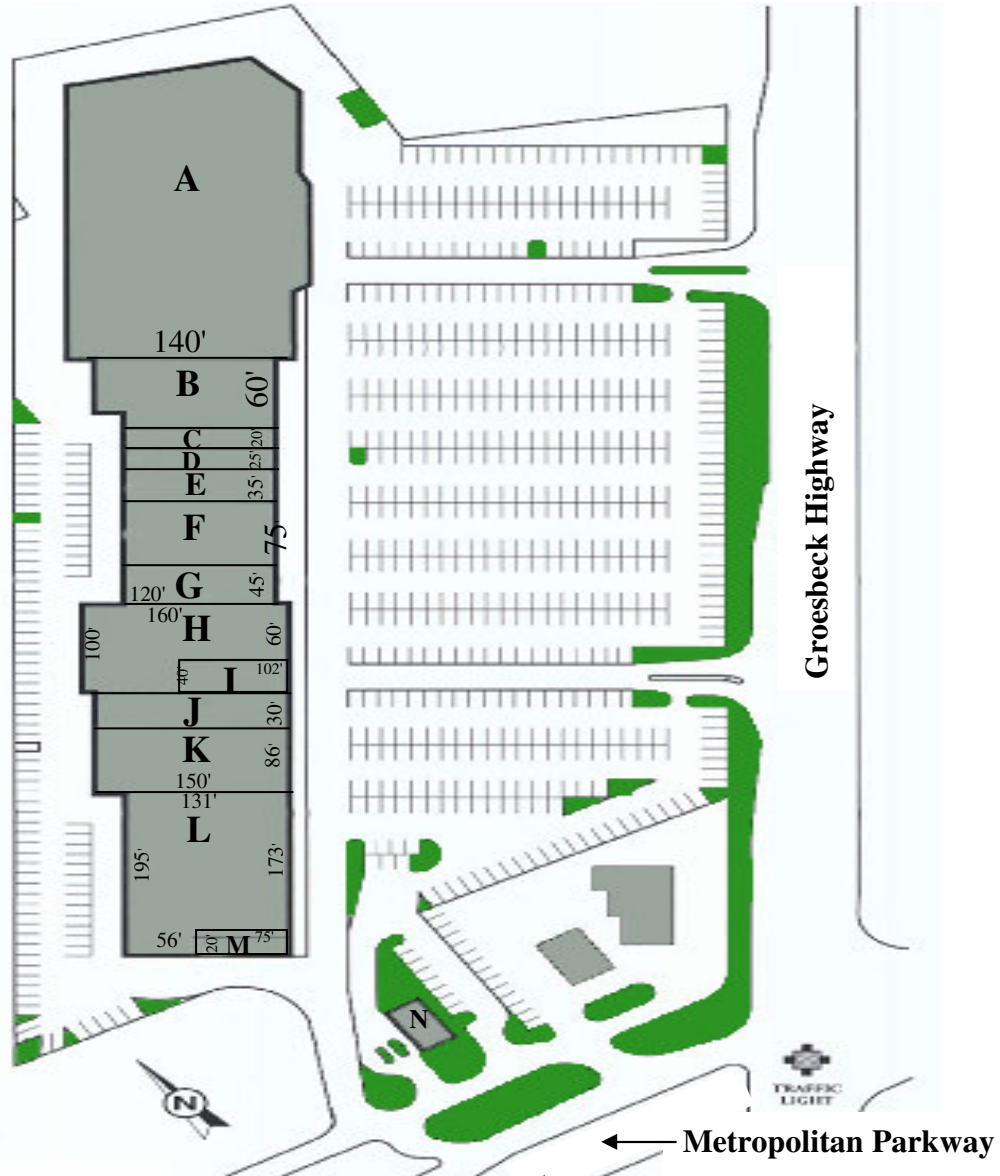 A
140'
B
60'
C
20'
D
25'
E
35'
F
75'
G
45'
120'
160'
H
100'
60'
40'
I
102'
J
30'
K
86'
150'
131'
L
195'
173'
56'
20'
M
75'
N
Groesbeck Highway
N
TRAFFIC
LIGHT
Metropolitan Parkway